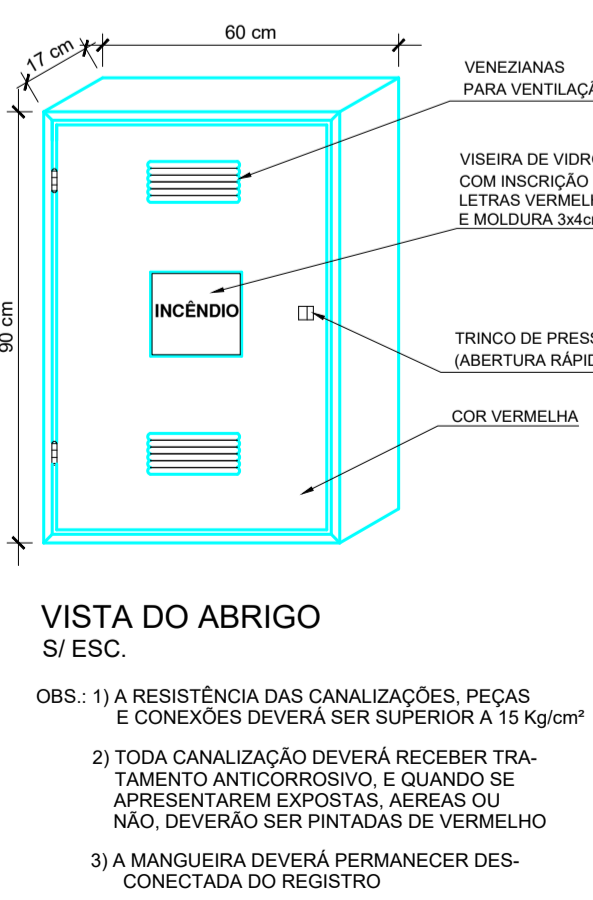 60 cm
17 cm
VENEZIANAS
PARA VENTILAÇÃ
VISEIRA DE VIDRO
COM INSCRIÇÃO
LETRAS VERMELH
E MOLDURA 3x4c
INCÊNDIO
90 cm
TRINCO DE PRESS
(ABERTURA RÁPID
COR VERMELHA
VISTA DO ABRIGO
S/ ESC.
OBS.: 1) A RESISTÊNCIA DAS CANALIZAÇÕES, PEÇAS
E CONEXÕES DEVERÁ SER SUPERIOR A 15 Kg/cm²
2) TODA CANALIZAÇÃO DEVERÁ RECEBER TRA-
TAMENTO ANTICORROSIVO, E QUANDO SE
APRESENTAREM EXPOSTAS, AEREAS OU
NÃO, DEVERÃO SER PINTADAS DE VERMELHO
3) A MANGUEIRA DEVERÁ PERMANECER DES-
CONECTADA DO REGISTRO